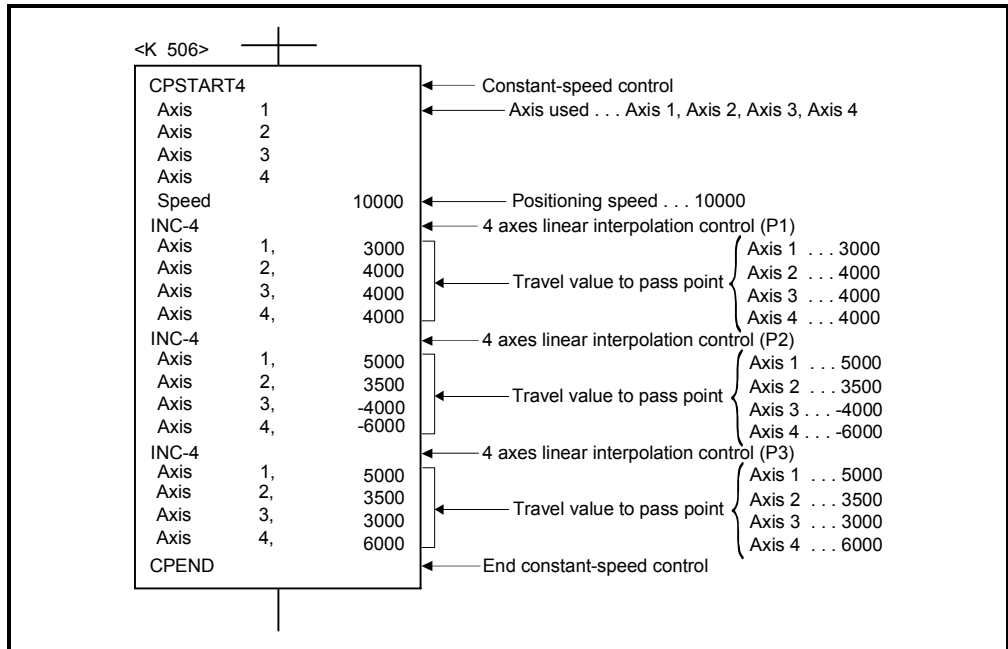 <K 506>
CPSTART4 Constant-speed control
Axis 1 Axis used . . . Axis 1, Axis 2, Axis 3, Axis 4
Axis 2
Axis 3
Axis 4
Speed 10000 Positioning speed . . . 10000
INC-4 4 axes linear interpolation control (P1)
Axis 1, 3000 Axis 1 . . . 3000
Axis 2, 4000 Travel value to pass point Axis 2 . . . 4000
Axis 3, 4000 Axis 3 . . . 4000
Axis 4, 4000 Axis 4 . . . 4000
INC-4 4 axes linear interpolation control (P2)
Axis 1, 5000 Axis 1 . . . 5000
Axis 2, 3500 Travel value to pass point Axis 2 . . . 3500
Axis 3, -4000 Axis 3 . . . -4000
Axis 4, -6000 Axis 4 . . . -6000
INC-4 4 axes linear interpolation control (P3)
Axis 1, 5000 Axis 1 . . . 5000
Axis 2, 3500 Travel value to pass point Axis 2 . . . 3500
Axis 3, 3000 Axis 3 . . . 3000
Axis 4, 6000 Axis 4 . . . 6000
CPEND End constant-speed control